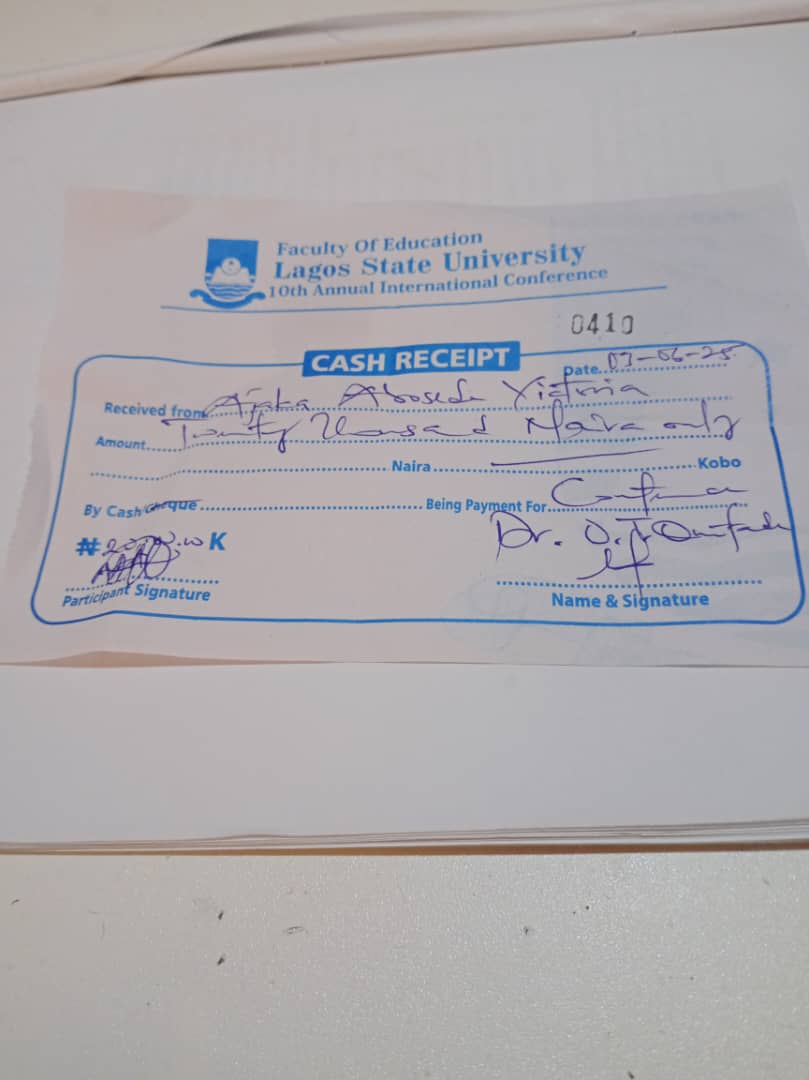 Faculty Of Education
Lagos State University
10th Annual International Conference
0410
CASH RECEIPT
Date..03-06-25
Received from Ajaka Abosede Victoria
Amount Twenty Thousand Naira only
Naira Kobo
By Cash/Cheque Being Payment For Conference
₦ K
Dr. O.
Participant Signature
Name & Signature